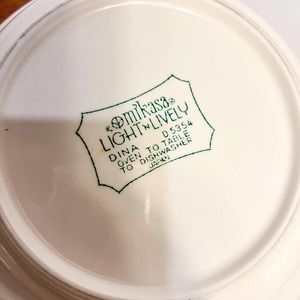 mikasa
LIGHT 'N LIVELY
DINA D5354
OVEN TO TABLE
TO DISHWASHER
JAPAN